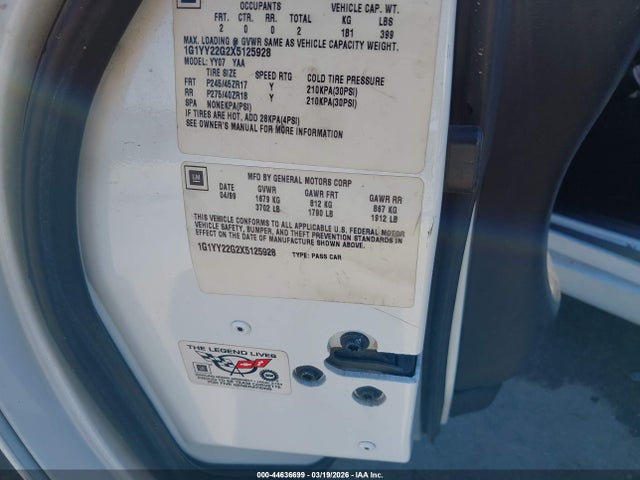 OCCUPANTS VEHICLE CAP. WT.
FRT. CTR. RR. TOTAL KG LBS
2 0 0 2 181 399
MAX. LOADING @ GVWR SAME AS VEHICLE CAPACITY WEIGHT.
1G1YY22G2X5125928
MODEL: YY07 YAA
TIRE SIZE SPEED RTG COLD TIRE PRESSURE
FRT P245/45ZR17 Y 210KPA(30PSI)
RR P275/40ZR18 Y 210KPA(30PSI)
SPA NONEKPA(PSI)
IF TIRES ARE HOT, ADD 28KPA(4PSI)
SEE OWNER'S MANUAL FOR MORE INFORMATION
GM
MFD BY GENERAL MOTORS CORP
DATE GVWR GAWR FRT GAWR RR
04/99 1679 KG 812 KG 867 KG
3702 LB 1790 LB 1912 LB
THIS VEHICLE CONFORMS TO ALL APPLICABLE U.S. FEDERAL MOTOR
VEHICLE SAFETY, BUMPER, AND THEFT PREVENTION STANDARDS IN
EFFECT ON THE DATE OF MANUFACTURE SHOWN ABOVE.
1G1YY22G2X5125928 TYPE: PASS CAR
THE LEGEND LIVES
GM
000-44636699 - 03/19/2026 - IAA Inc.